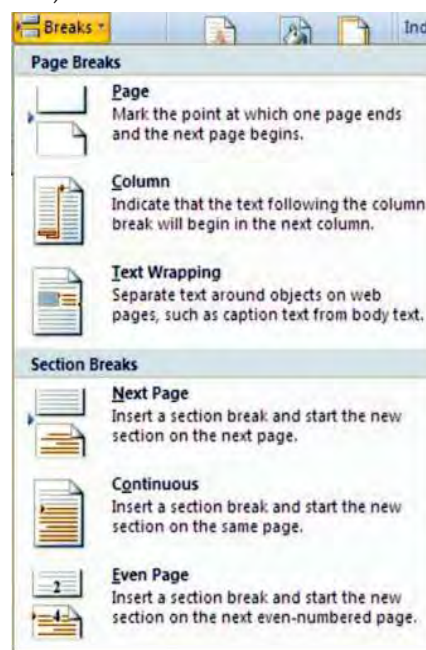 Breaks
Page Breaks
Page
Mark the point at which one page ends
and the next page begins.
Column
Indicate that the text following the column
break will begin in the next column.
Text Wrapping
Separate text around objects on web
pages, such as caption text from body text.
Section Breaks
Next Page
Insert a section break and start the new
section on the next page.
Continuous
Insert a section break and start the new
section on the same page.
2
Even Page
4
Insert a section break and start the new
section on the next even-numbered page.